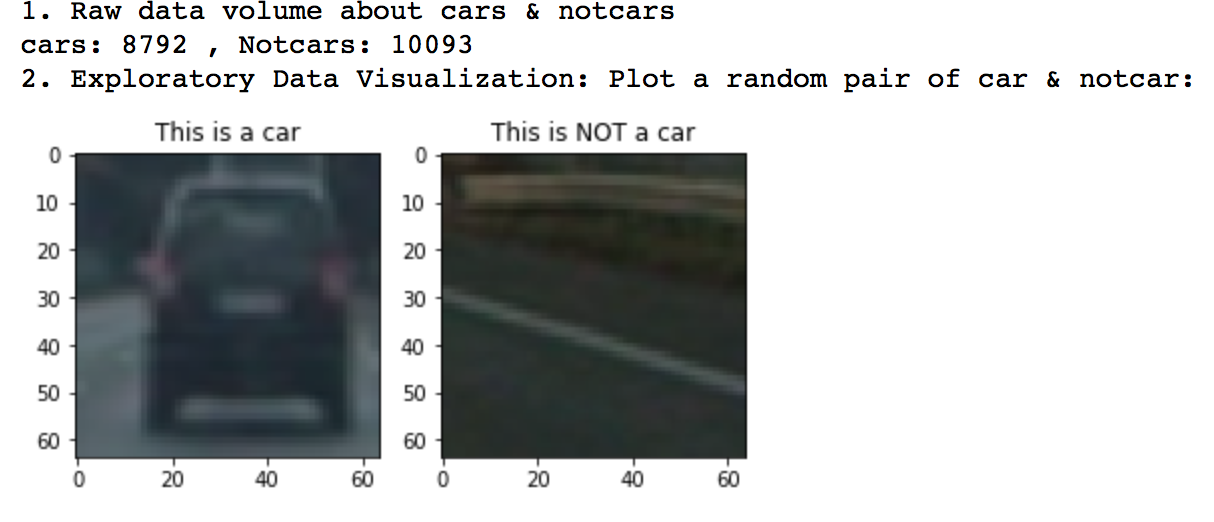 1. Raw data volume about cars & notcars
cars: 8792 , Notcars: 10093
2. Exploratory Data Visualization: Plot a random pair of car & notcar:
This is a car
This is NOT a car
0
10
20
30
40
50
60
0 20 40 60
0
10
20
30
40
50
60
0 20 40 60